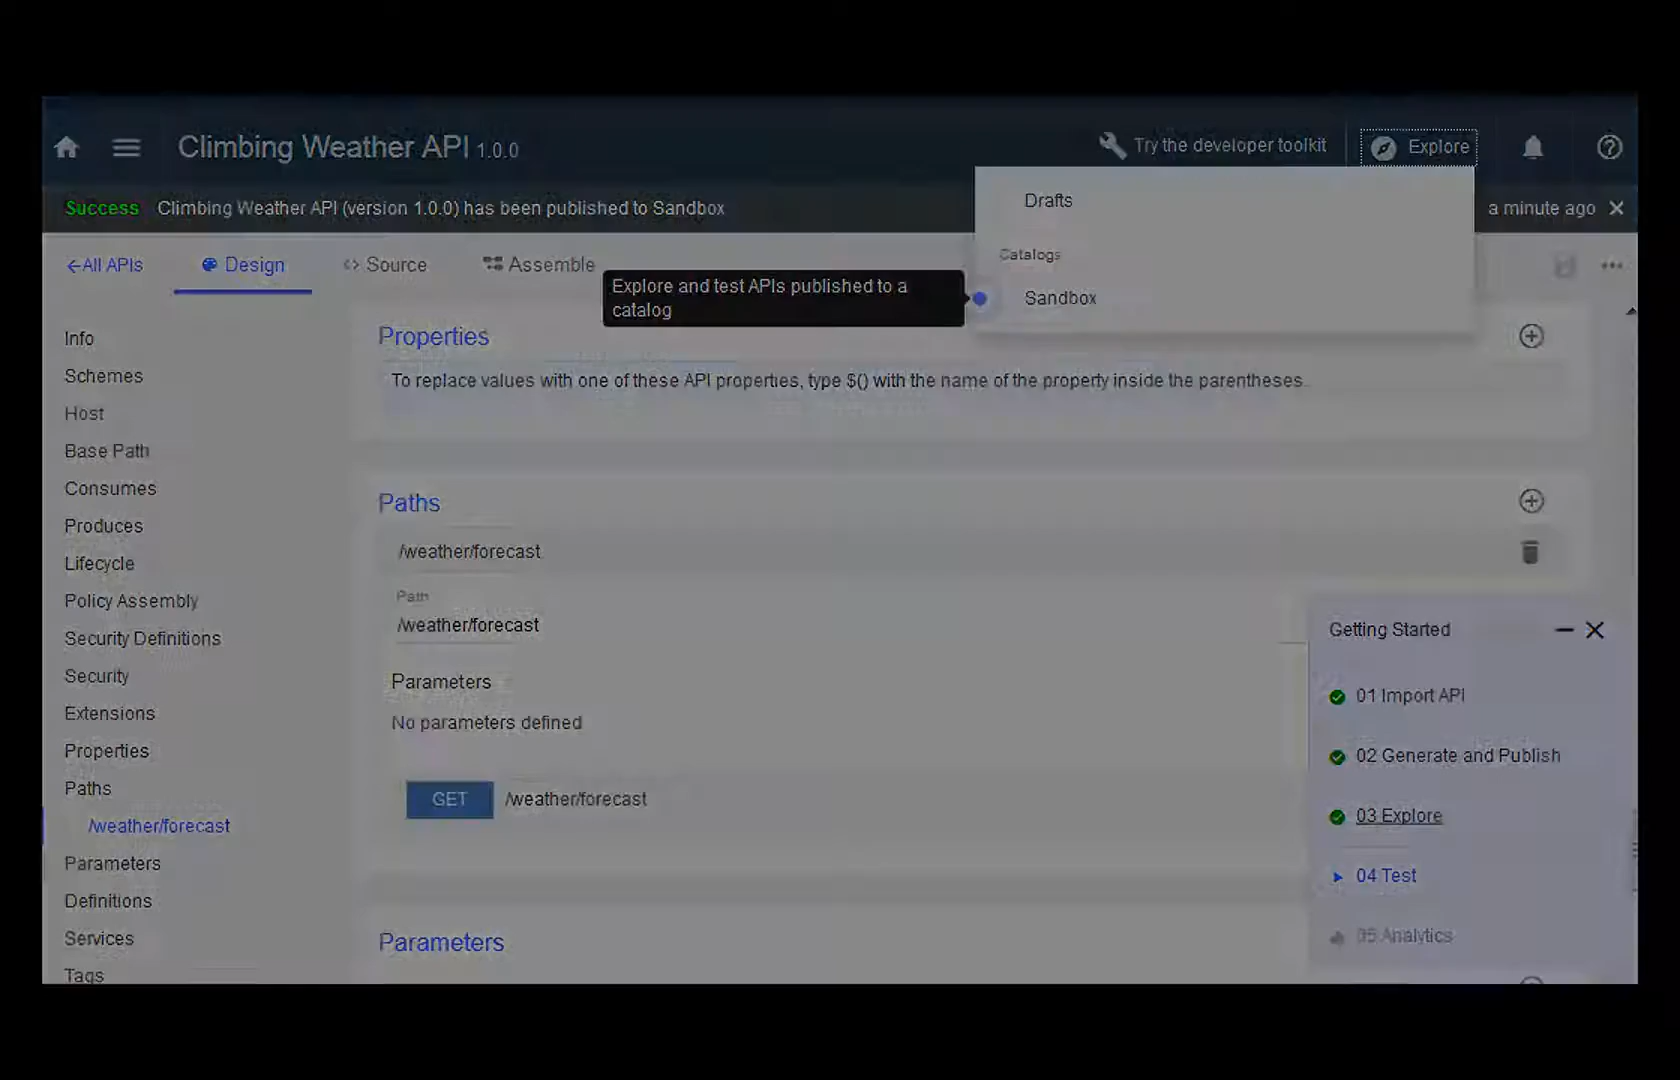 Climbing Weather API 1.0.0
Try the developer toolkit
Explore
Success Climbing Weather API (version 1.0.0) has been published to Sandbox
a minute ago
Drafts
Catalogs
Sandbox
Explore and test APIs published to a
catalog
All APIs
Design
Source
Assemble
Info
Schemes
Host
Base Path
Consumes
Produces
Lifecycle
Policy Assembly
Security Definitions
Security
Extensions
Properties
Paths
/weather/forecast
Parameters
Definitions
Services
Tags
Properties
To replace values with one of these API properties, type $() with the name of the property inside the parentheses.
Paths
/weather/forecast
Path
/weather/forecast
Parameters
No parameters defined
GET /weather/forecast
Parameters
Getting Started
01 Import API
02 Generate and Publish
03 Explore
04 Test
05 Analytics